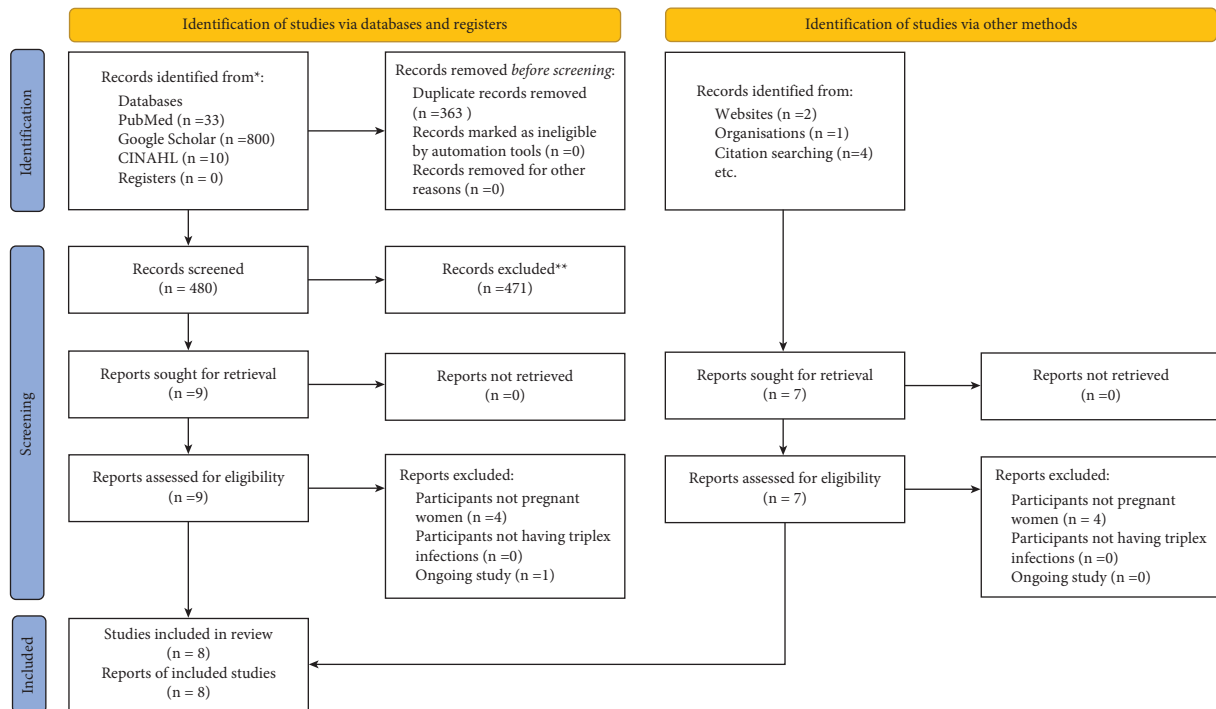 Identification of studies via databases and registers
Identification of studies via other methods
Identification
Records identified from*:
Databases
PubMed (n =33)
Google Scholar (n =800)
CINAHL (n =10)
Registers (n = 0)
Records removed before screening:
Duplicate records removed
(n =363 )
Records marked as ineligible
by automation tools (n =0)
Records removed for other
reasons (n =0)
Records identified from:
Websites (n =2)
Organisations (n =1)
Citation searching (n=4)
etc.
Screening
Records screened
(n = 480)
Records excluded**
(n =471)
Reports sought for retrieval
(n =9)
Reports not retrieved
(n =0)
Reports sought for retrieval
(n = 7)
Reports not retrieved
(n =0)
Reports assessed for eligibility
(n =9)
Reports excluded:
Participants not pregnant
women (n =4)
Participants not having triplex
infections (n =0)
Ongoing study (n =1)
Reports assessed for eligibility
(n = 7)
Reports excluded:
Participants not pregnant
women (n = 4)
Participants not having triplex
infections (n =0)
Ongoing study (n =0)
Included
Studies included in review
(n = 8)
Reports of included studies
(n = 8)